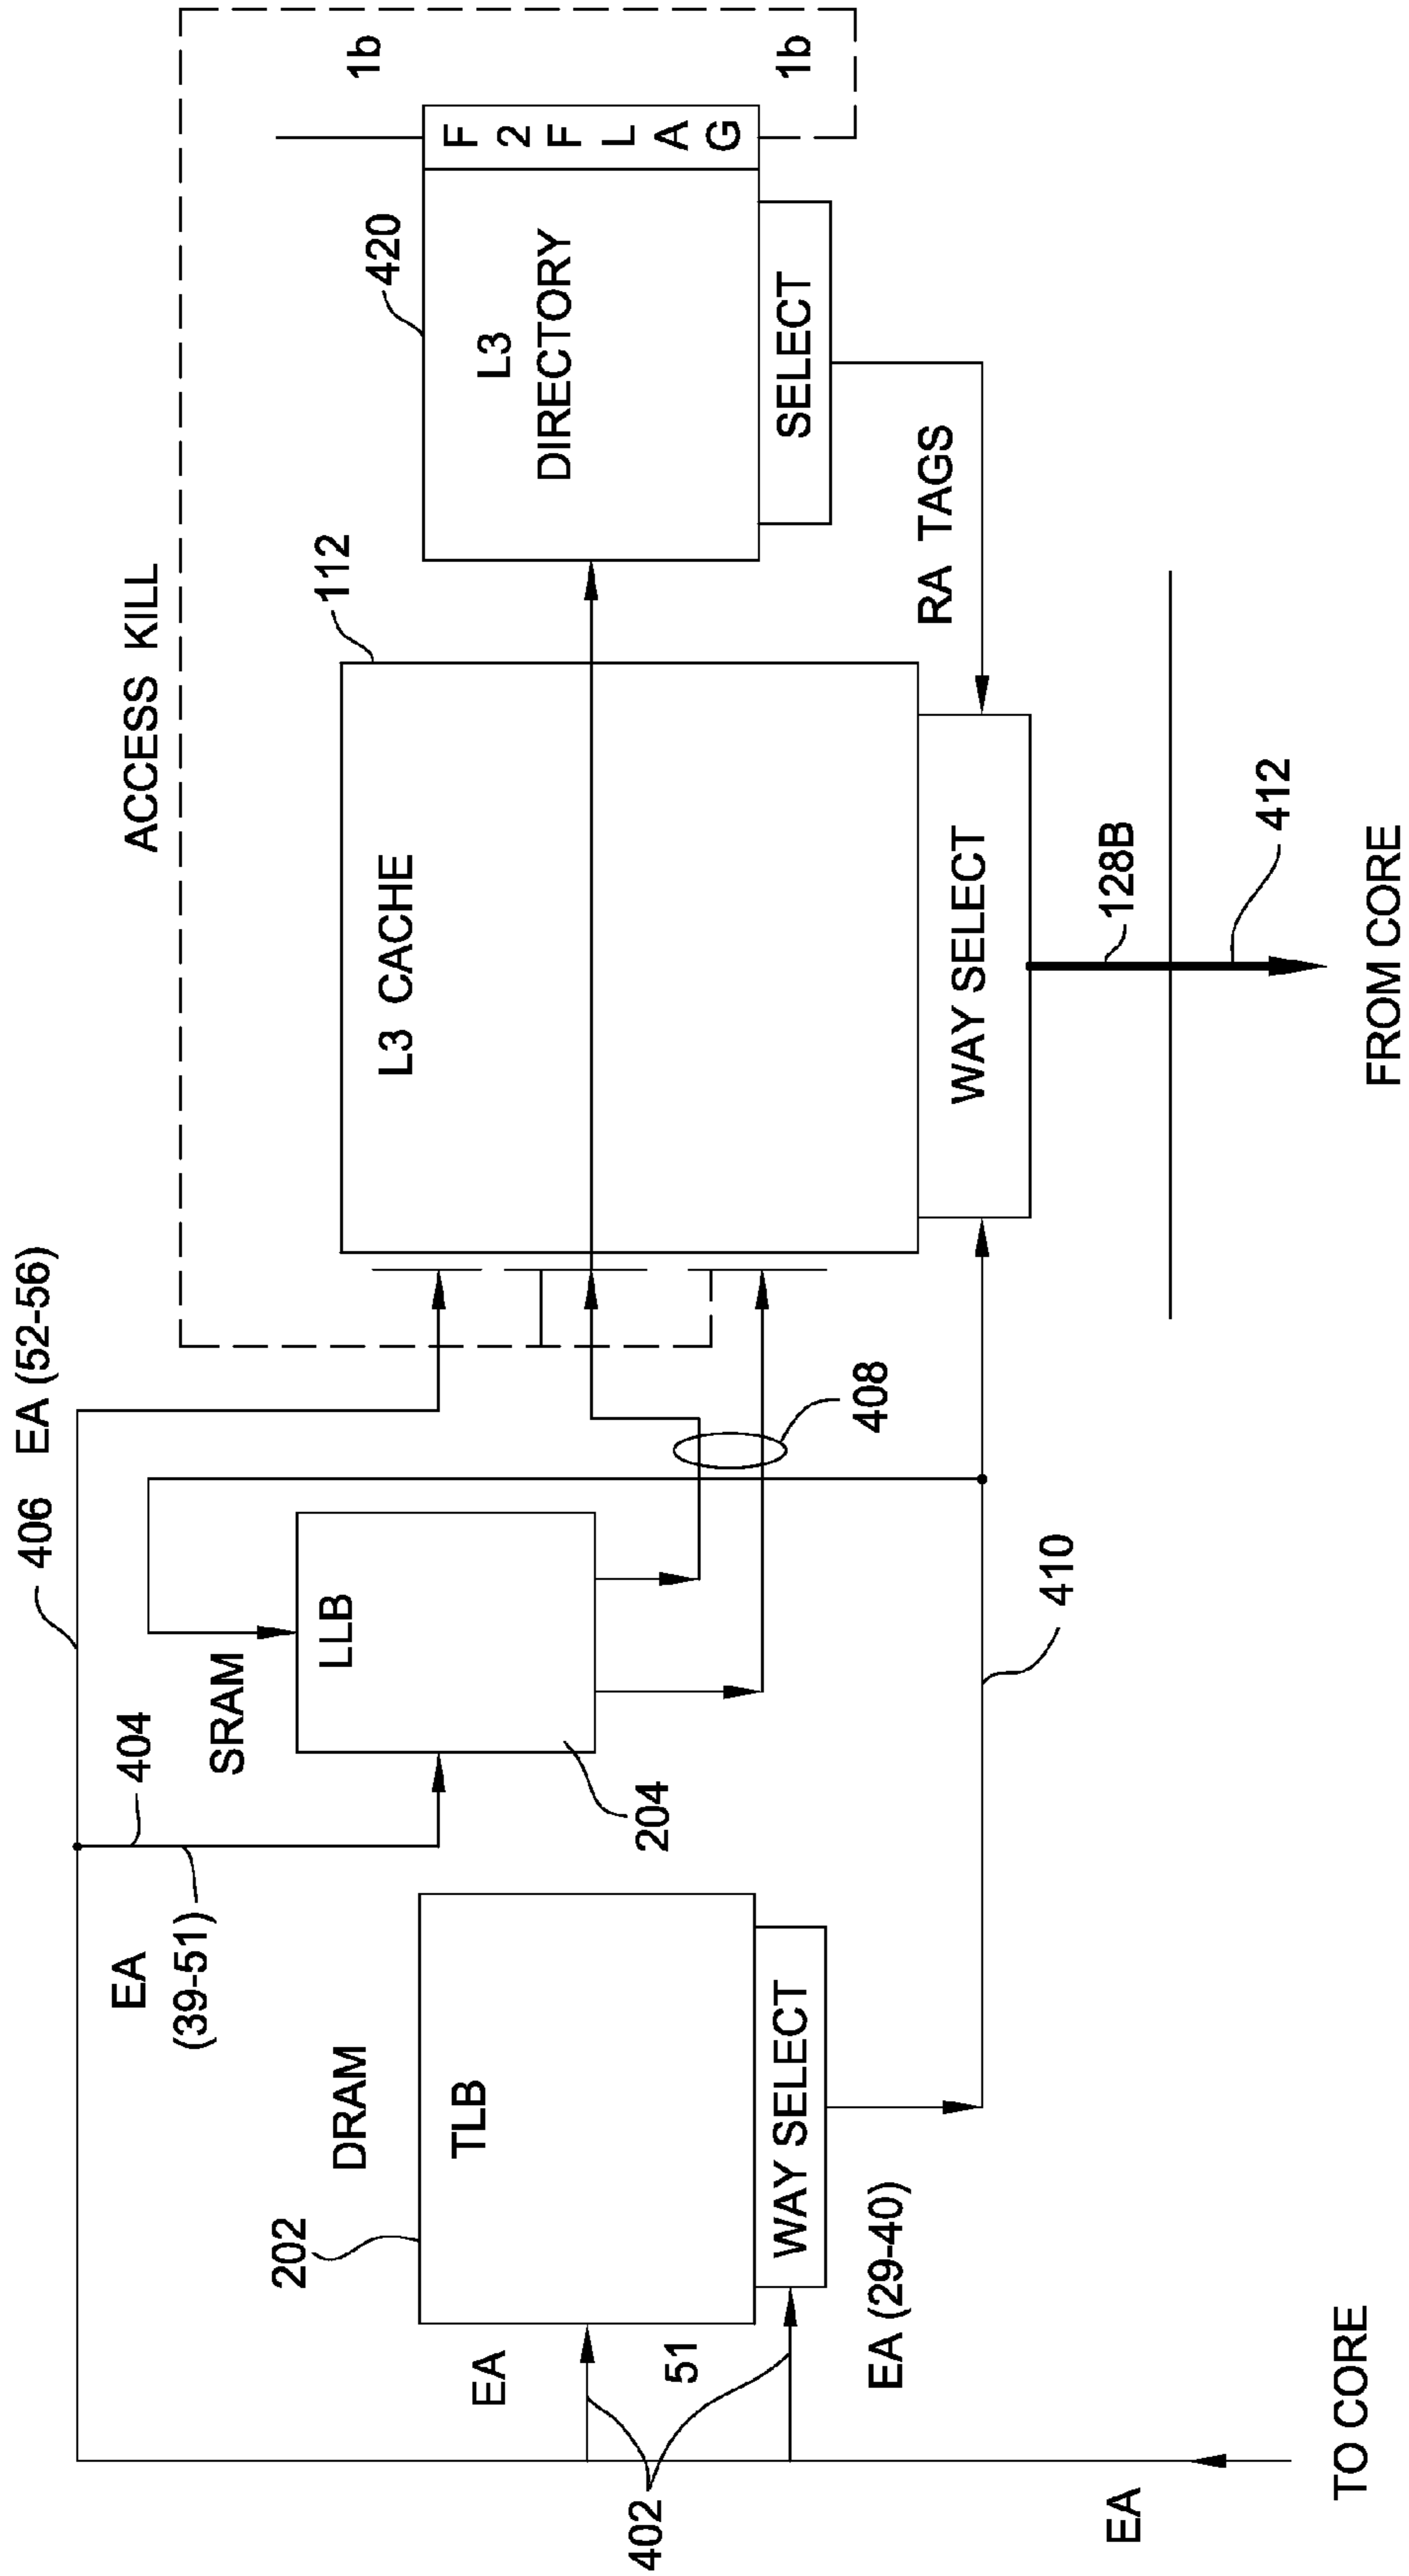 ACCESS KILL
406
EA (52-56)
404
EA
(39-51)
SRAM
LLB
204
408
DRAM
202
TLB
WAY SELECT
EA
51
402
EA (29-40)
410
L3 CACHE
112
WAY SELECT
420
L3
DIRECTORY
F2FLAG
1b
1b
SELECT
RA TAGS
128B
412
EA
TO CORE
FROM CORE